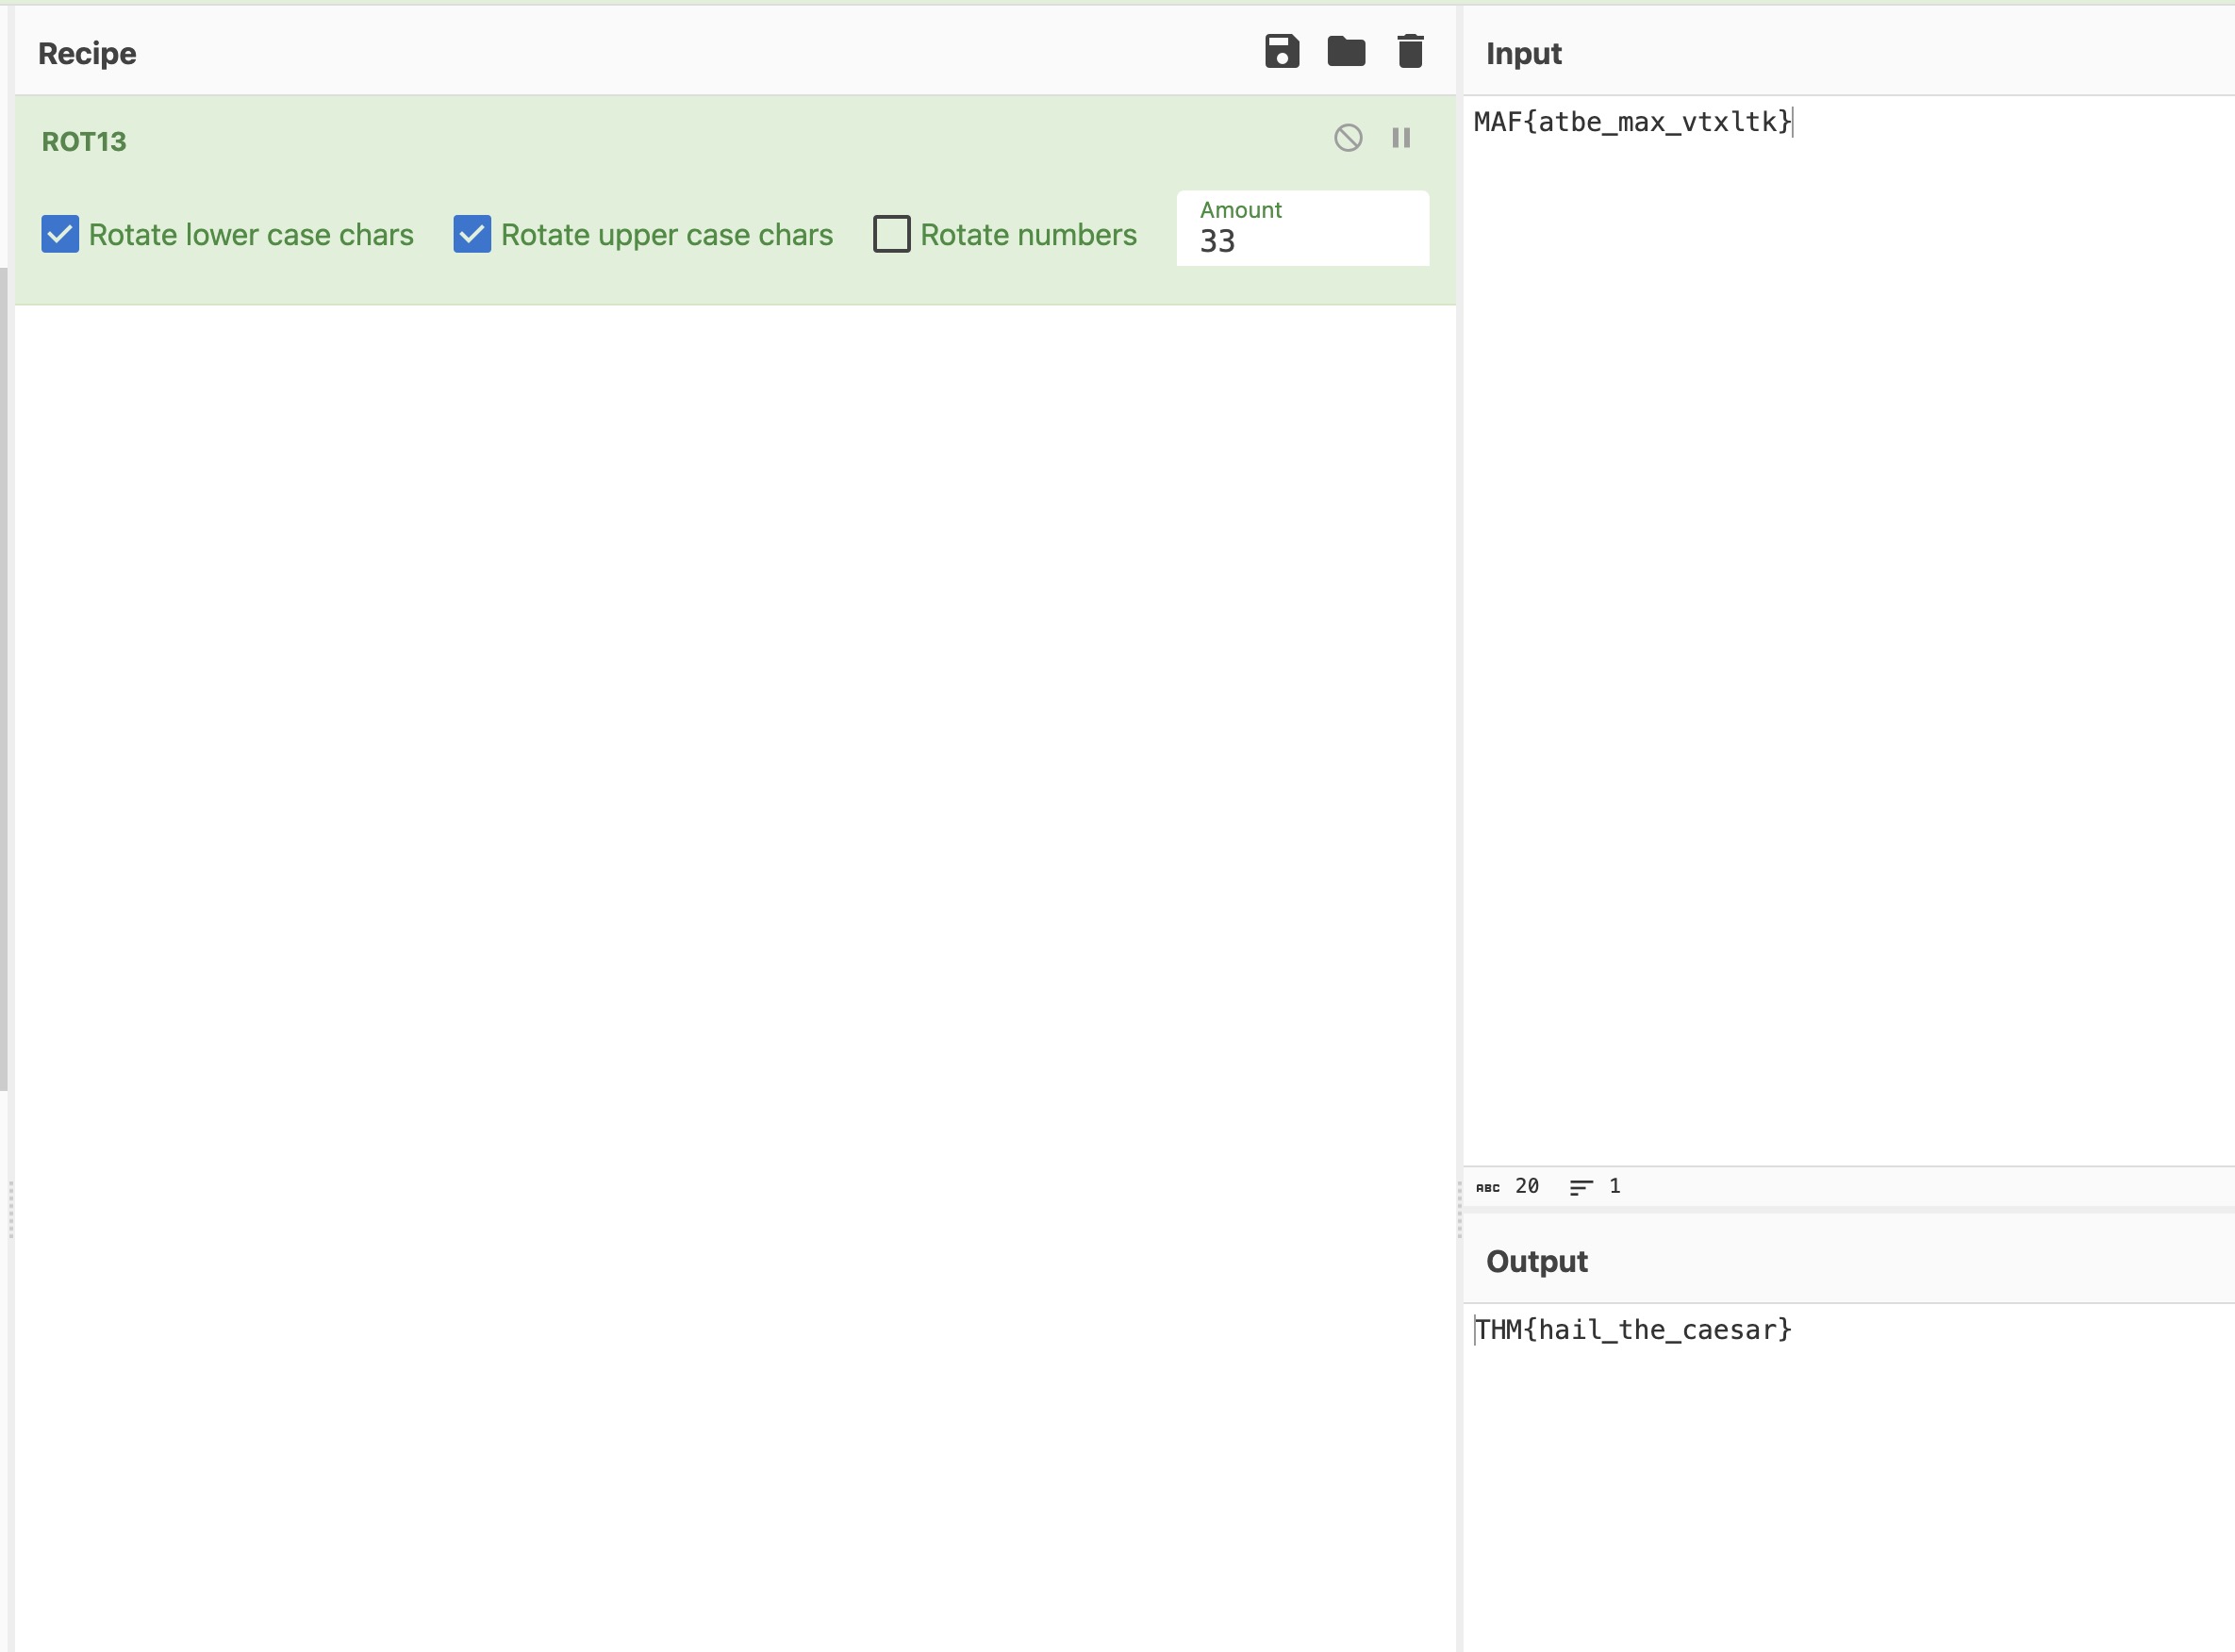 Recipe
ROT13
Rotate lower case chars
Rotate upper case chars
Rotate numbers
Amount
33
Input
MAF{atbe_max_vtxltk}
ABC 20 1
Output
THM{hail_the_caesar}